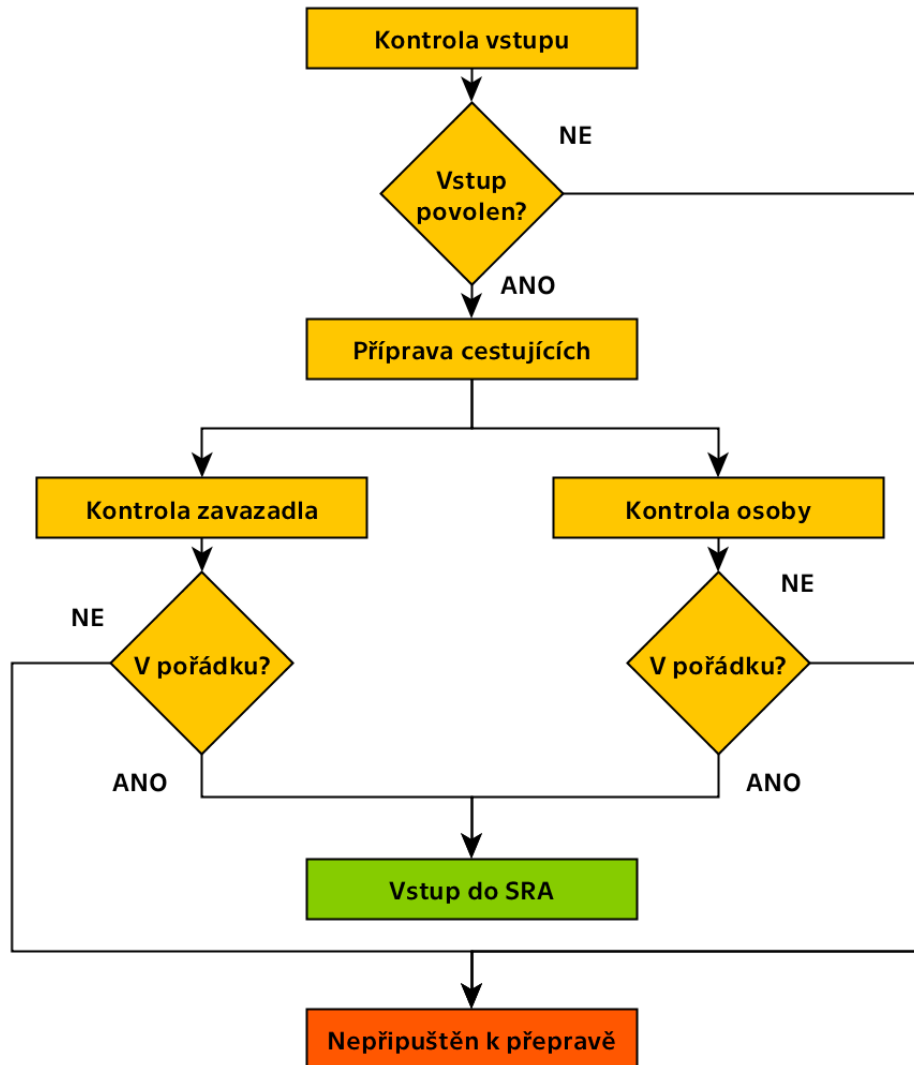 Kontrola vstupu
NE
Vstup
povolen?
ANO
Příprava cestujících
Kontrola zavazadla
Kontrola osoby
NE
NE
V pořádku?
V pořádku?
ANO
ANO
Vstup do SRA
Nepřipuštěn k přepravě